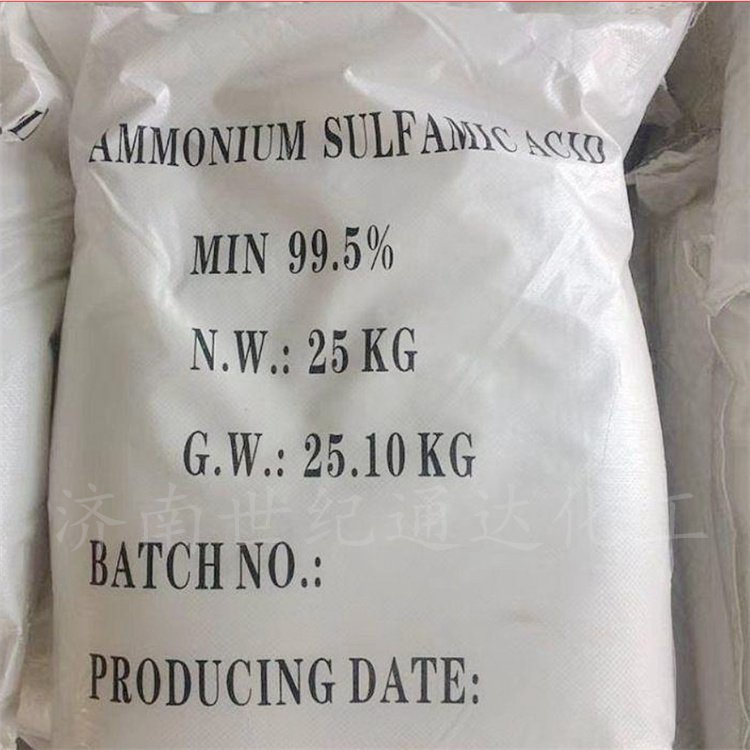 AMMONIUM SULFAMIC ACID
MIN 99.5%
N.W.: 25 KG
G.W.: 25.10 KG
济南世纪通达化工
BATCH NO.:
PRODUCING DATE: